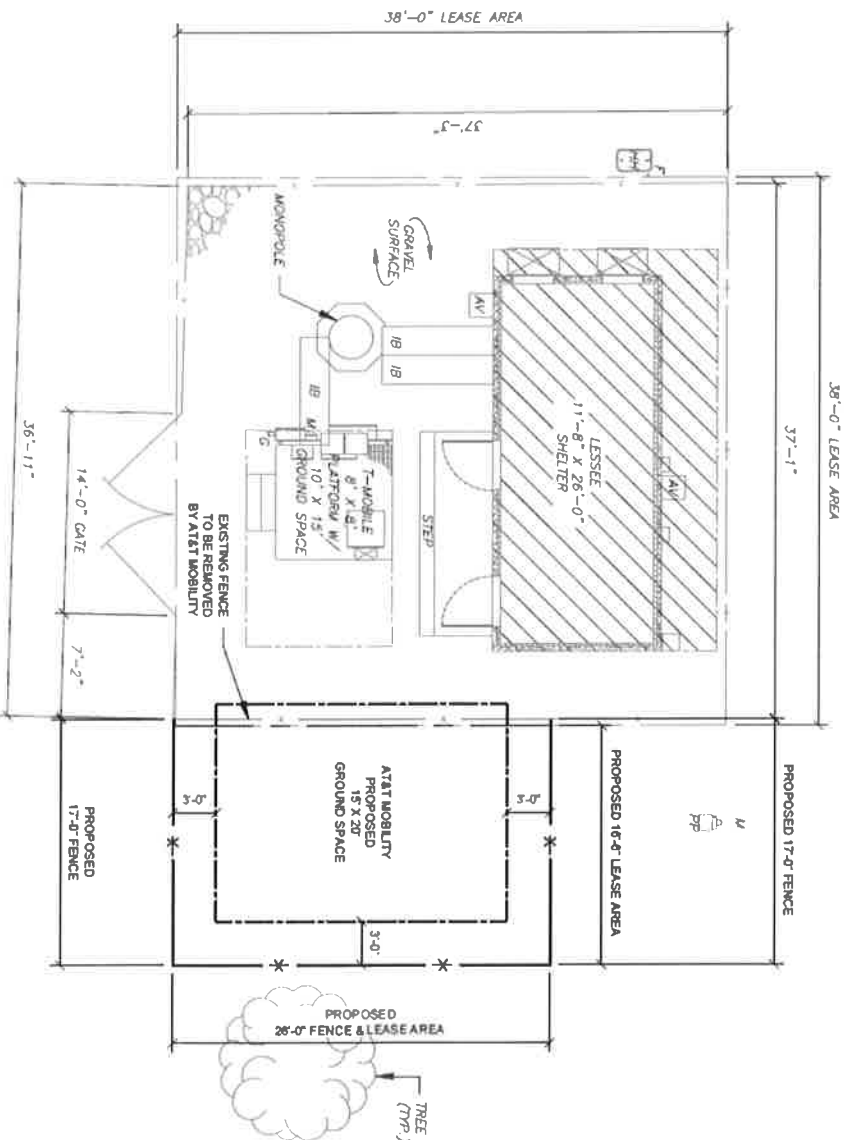 38'-0" LEASE AREA
37'-3"
38'-0" LEASE AREA
37'-1"
MONOPOLE
GRAVEL
SURFACE
AV
IB
IB
IB
M
G
LESSEE
11'-8" X 26'-0"
SHELTER
AV
STEP
T-MOBILE
8' X 8'
PLATFORM W/
10' X 15'
GROUND SPACE
36'-11"
14'-0" GATE
7'-2"
EXISTING FENCE
TO BE REMOVED
BY AT&T MOBILITY
AT&T MOBILITY
PROPOSED
15' X 20'
GROUND SPACE
3'-0"
3'-0"
3'-0"
PROPOSED
17'-0" FENCE
PROPOSED 16'-6" LEASE AREA
PROPOSED 17'-0" FENCE
M
PP
PROPOSED
26'-0" FENCE & LEASE AREA
TREE
(TYP.)